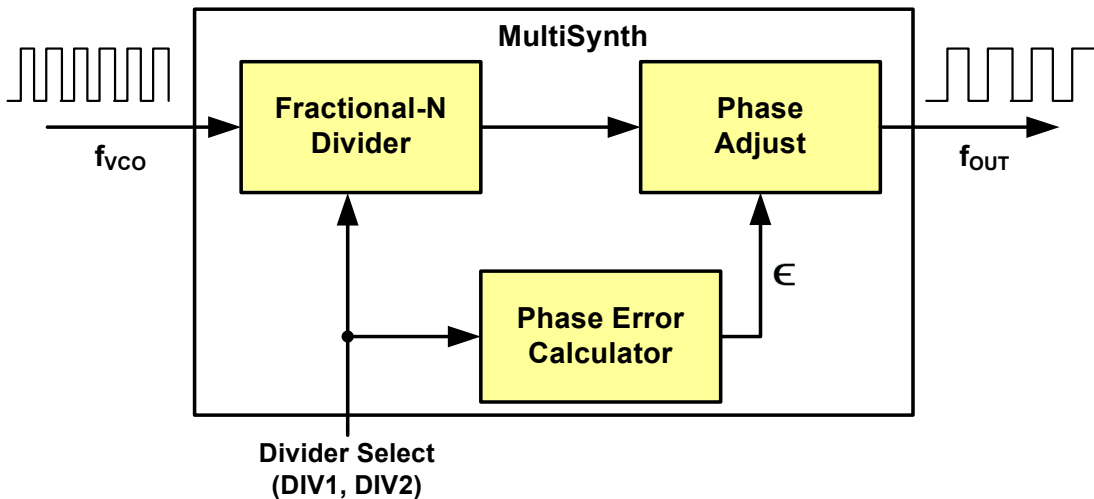 MultiSynth
Fractional-N
Divider
Phase
Adjust
fVCO
fOUT
ϵ
Phase Error
Calculator
Divider Select
(DIV1, DIV2)